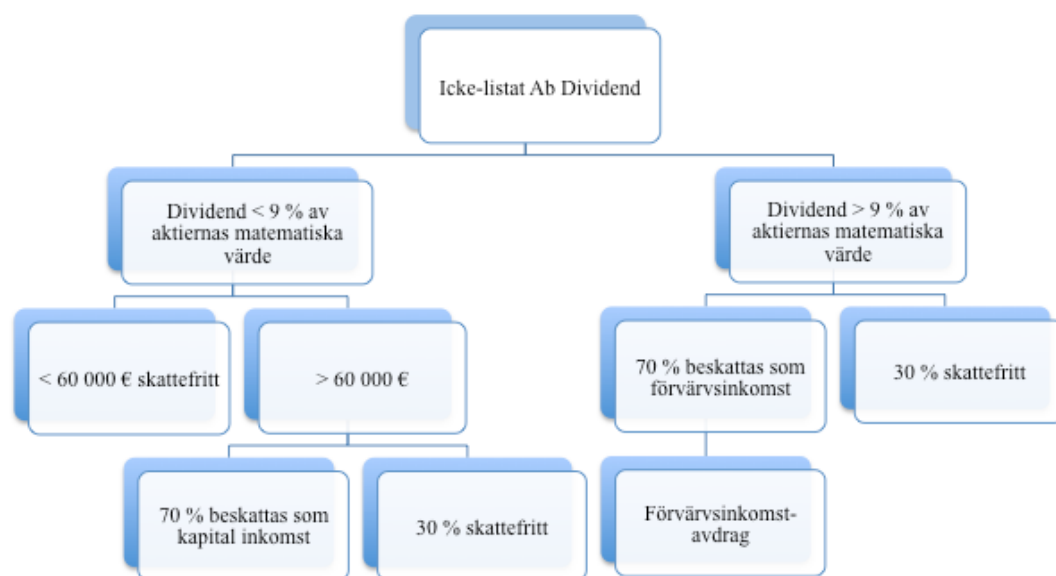 Icke-listat Ab Dividend
Dividend < 9 % av
aktiernas matematiska
värde
Dividend > 9 % av
aktiernas matematiska
värde
< 60 000 € skattefritt
> 60 000 €
70 % beskattas som
förvärvsinkomst
30 % skattefritt
70 % beskattas som
kapital inkomst
30 % skattefritt
Förvärvsinkomst-
avdrag